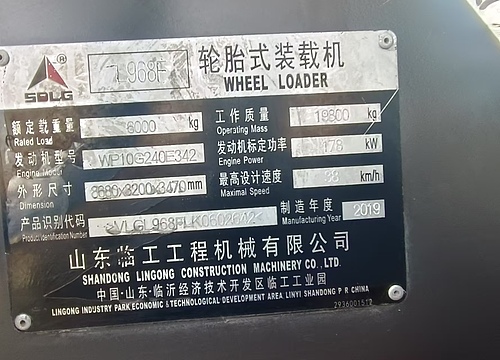 SDLG ® L968F 轮胎式装载机
WHEEL LOADER
额定载重量 6000 kg 工作质量 19800 kg
Rated Load Operating Mass
发动机型号 WP10G240E342 发动机标定功率 178 kW
Engine Model Engine Power
外形尺寸 mm 最高设计速度 38 km/h
Dimension Maximal Speed
产品识别代码 制造年度 2019
Product Identification Number Manufacturing Year
山东临工工程机械有限公司
SHANDONG LINGONG CONSTRUCTION MACHINERY CO., LTD.
中国·山东·临沂经济技术开发区临工工业园
LINGONG INDUSTRY PARK ECONOMIC & TECHNOLOGICAL DEVELOPMENT AREA LINYI SHANDONG P R CHINA